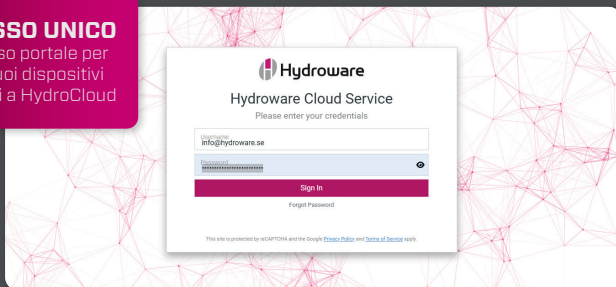 SSO UNICO
so portale per
uoi dispositivi
i a HydroCloud
Hydroware
Hydroware Cloud Service
Please enter your credentials
Username
info@hydroware.se
Password
Sign In
Forgot Password
This site is protected by reCAPTCHA and the Google Privacy Policy and Terms of Service apply.